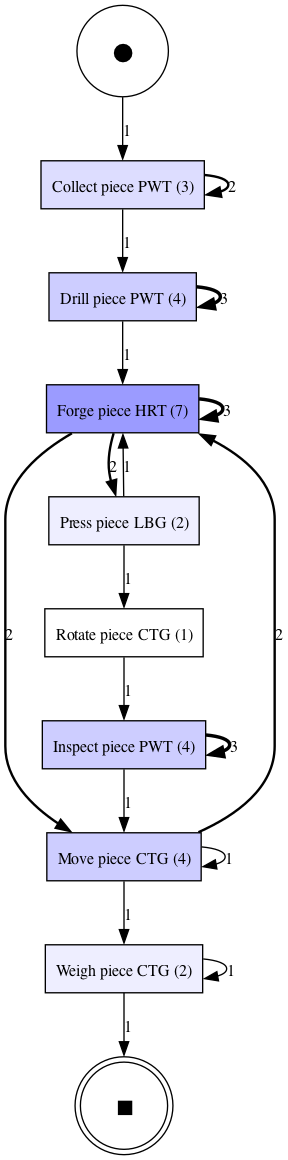 1
Collect piece PWT (3)
2
1
Drill piece PWT (4)
3
1
Forge piece HRT (7)
3
2
1
Press piece LBG (2)
1
2
Rotate piece CTG (1)
2
1
Inspect piece PWT (4)
3
1
Move piece CTG (4)
1
1
Weigh piece CTG (2)
1
1